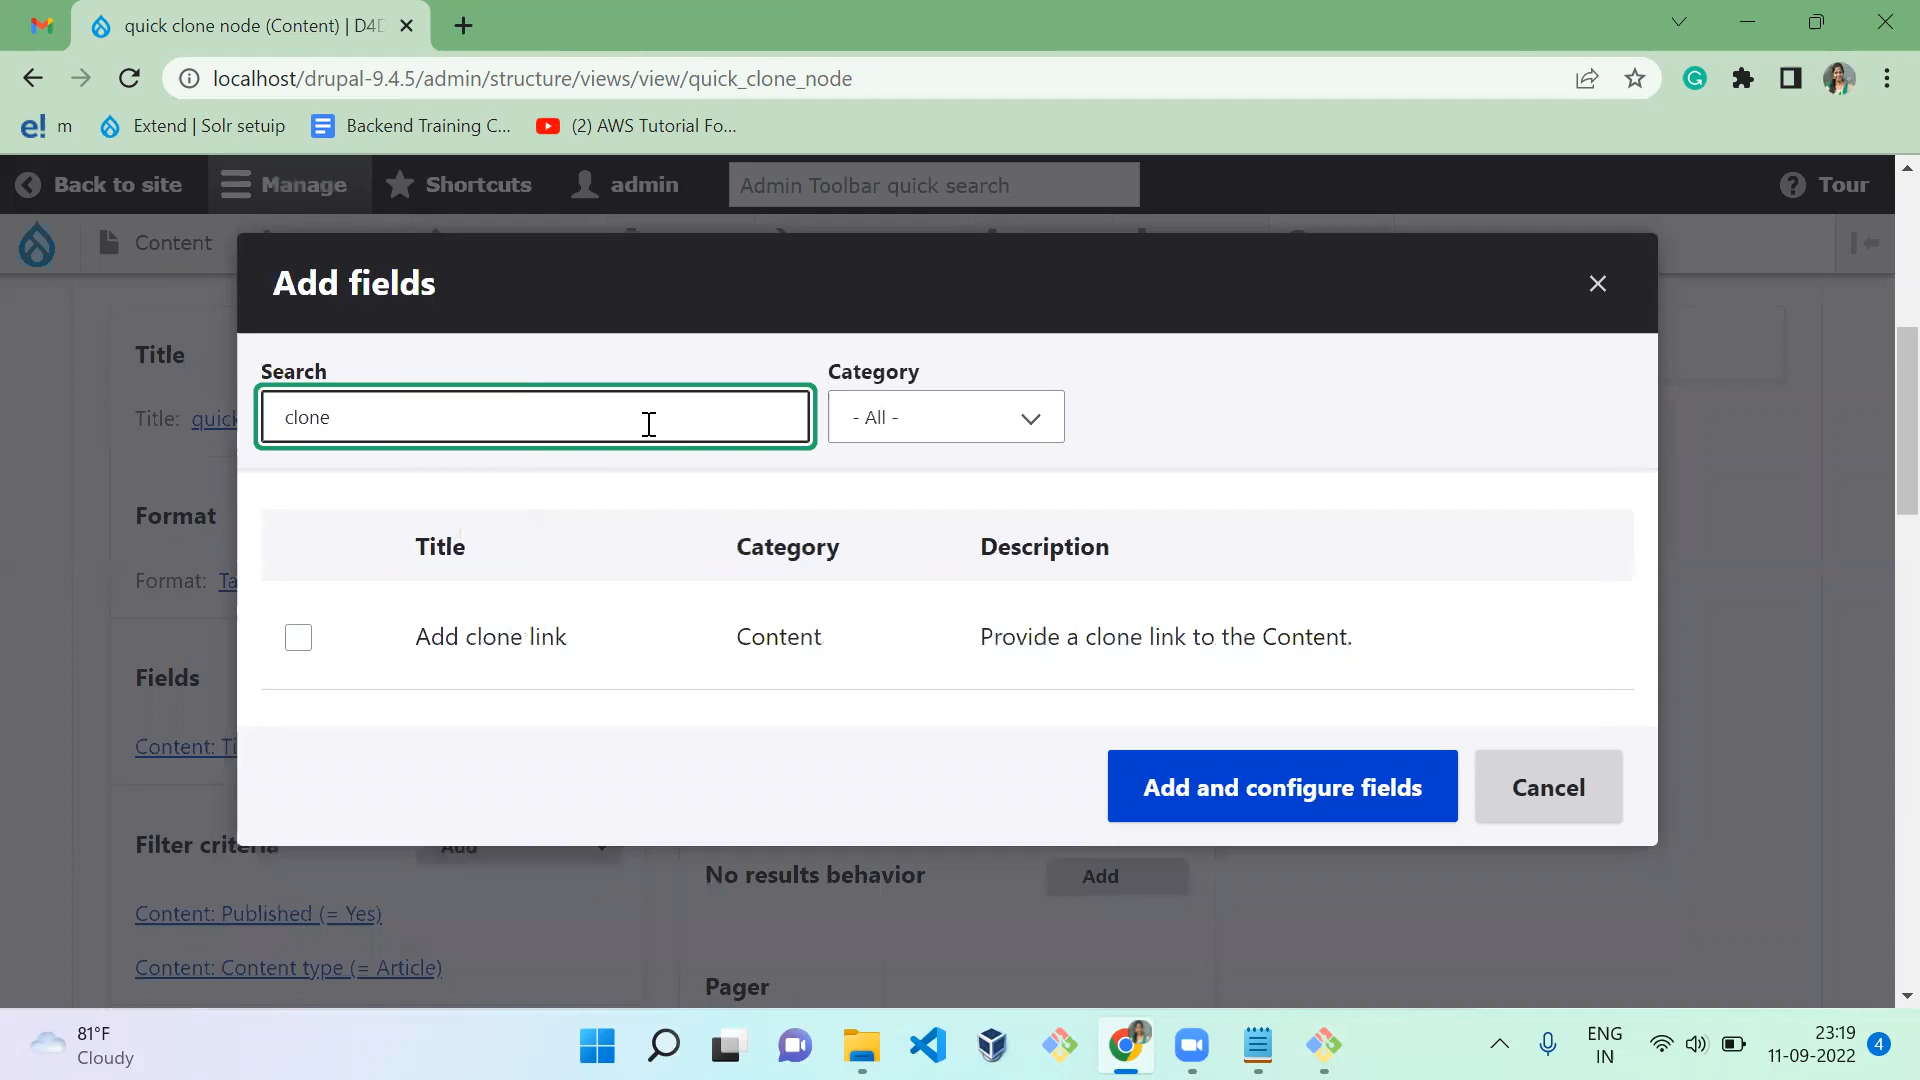 quick clone node (Content) | D4D
localhost/drupal-9.4.5/admin/structure/views/view/quick_clone_node
e! m
Extend | Solr setuip
Backend Training C...
(2) AWS Tutorial Fo...
Back to site
Manage
Shortcuts
admin
Admin Toolbar quick search
? Tour
Content
Add fields
Title
Search
Category
clone
- All -
Title: quick
Format
Title
Category
Description
Format: Ta
Add clone link
Content
Provide a clone link to the Content.
Fields
Content: Ti
Add and configure fields
Cancel
Filter criteria
Add
No results behavior
Add
Content: Published (= Yes)
Content: Content type (= Article)
Pager
81°F
Cloudy
ENG
IN
23:19
11-09-2022
4